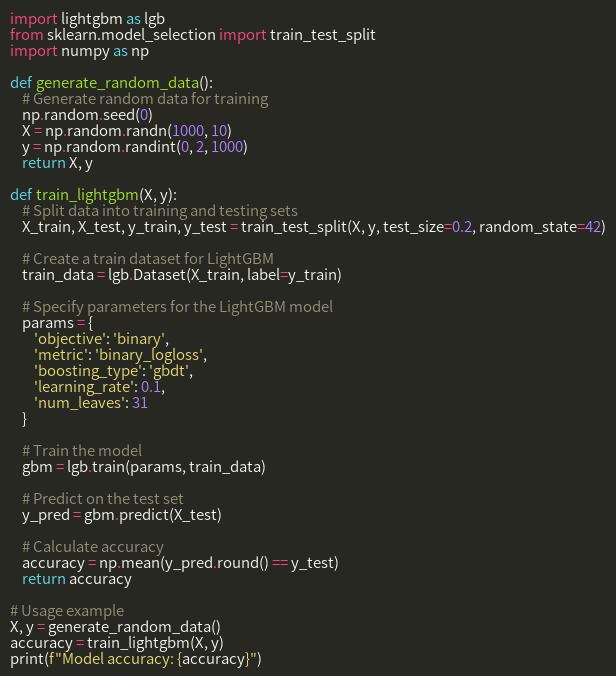 import lightgbm as lgb
from sklearn.model_selection import train_test_split
import numpy as np

def generate_random_data():
    # Generate random data for training
    np.random.seed(0)
    X = np.random.randn(1000, 10)
    y = np.random.randint(0, 2, 1000)
    return X, y

def train_lightgbm(X, y):
    # Split data into training and testing sets
    X_train, X_test, y_train, y_test = train_test_split(X, y, test_size=0.2, random_state=42)

    # Create a train dataset for LightGBM
    train_data = lgb.Dataset(X_train, label=y_train)

    # Specify parameters for the LightGBM model
    params = {
        'objective': 'binary',
        'metric': 'binary_logloss',
        'boosting_type': 'gbdt',
        'learning_rate': 0.1,
        'num_leaves': 31
    }

    # Train the model
    gbm = lgb.train(params, train_data)

    # Predict on the test set
    y_pred = gbm.predict(X_test)

    # Calculate accuracy
    accuracy = np.mean(y_pred.round() == y_test)
    return accuracy

# Usage example
X, y = generate_random_data()
accuracy = train_lightgbm(X, y)
print(f"Model accuracy: {accuracy}")